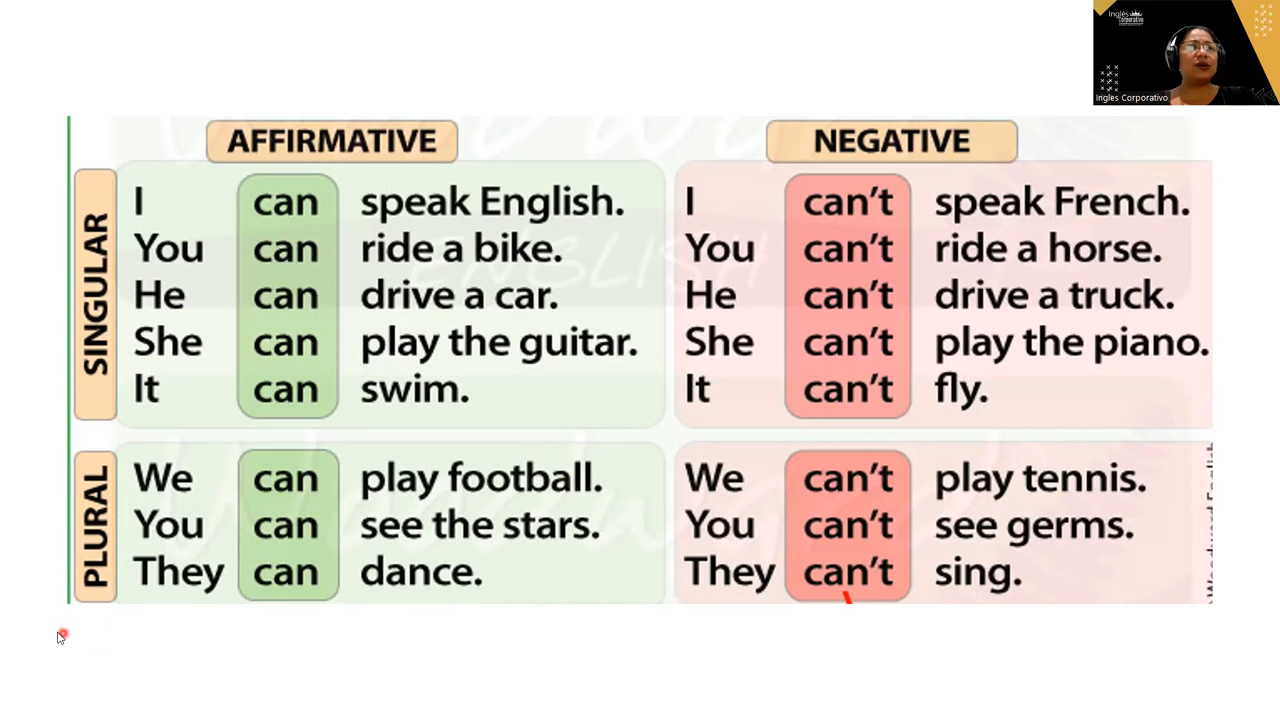 Inglés
Corporativo
Ingles Corporativo
AFFIRMATIVE
NEGATIVE
SINGULAR
I can speak English.
You can ride a bike.
He can drive a car.
She can play the guitar.
It can swim.
I can't speak French.
You can't ride a horse.
He can't drive a truck.
She can't play the piano.
It can't fly.
PLURAL
We can play football.
You can see the stars.
They can dance.
We can't play tennis.
You can't see germs.
They can't sing.
ENGLISH